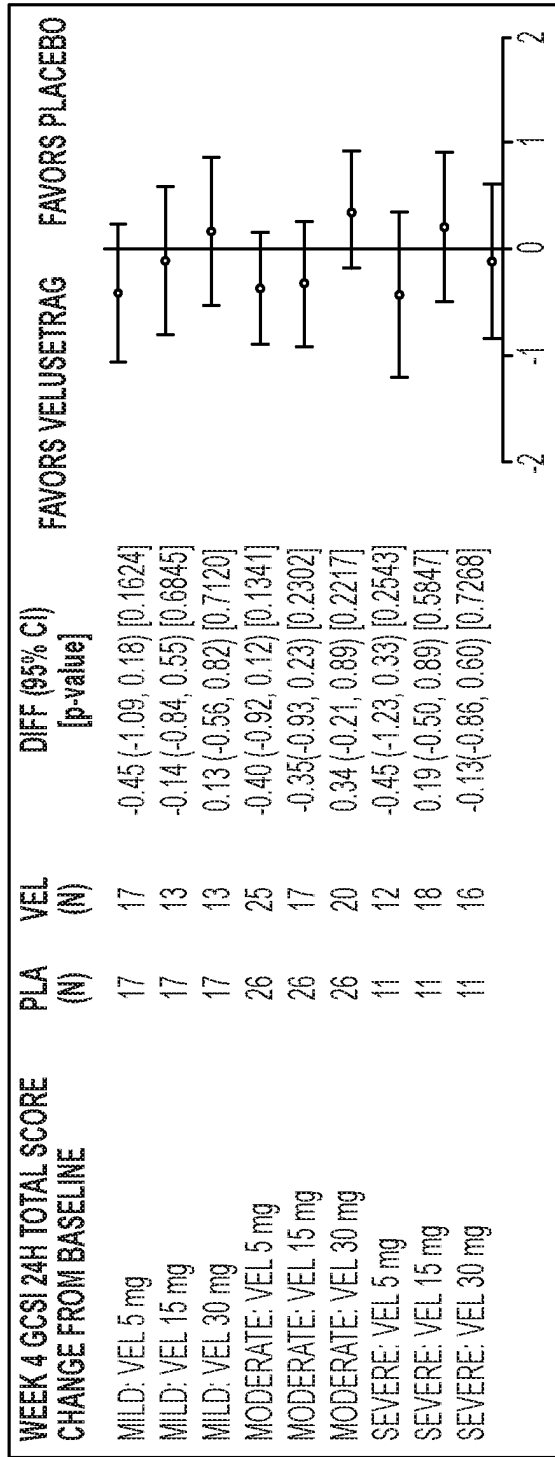 WEEK 4 GCSI 24H TOTAL SCORE PLA VEL DIFF (95% CI) FAVORS VELUSETRAG FAVORS PLACEBO
CHANGE FROM BASELINE (N) (N) [p-value]
MILD: VEL 5 mg 17 17 -0.45 (-1.09, 0.18) [0.1624]
MILD: VEL 15 mg 17 13 -0.14 (-0.84, 0.55) [0.6845]
MILD: VEL 30 mg 17 13 0.13 (-0.56, 0.82) [0.7120]
MODERATE: VEL 5 mg 26 25 -0.40 (-0.92, 0.12) [0.1341]
MODERATE: VEL 15 mg 26 17 -0.35(-0.93, 0.23) [0.2302]
MODERATE: VEL 30 mg 26 20 0.34 (-0.21, 0.89) [0.2217]
SEVERE: VEL 5 mg 11 12 -0.45 (-1.23, 0.33) [0.2543]
SEVERE: VEL 15 mg 11 18 0.19 (-0.50, 0.89) [0.5847]
SEVERE: VEL 30 mg 11 16 -0.13(-0.86, 0.60) [0.7268]
-2 -1 0 1 2